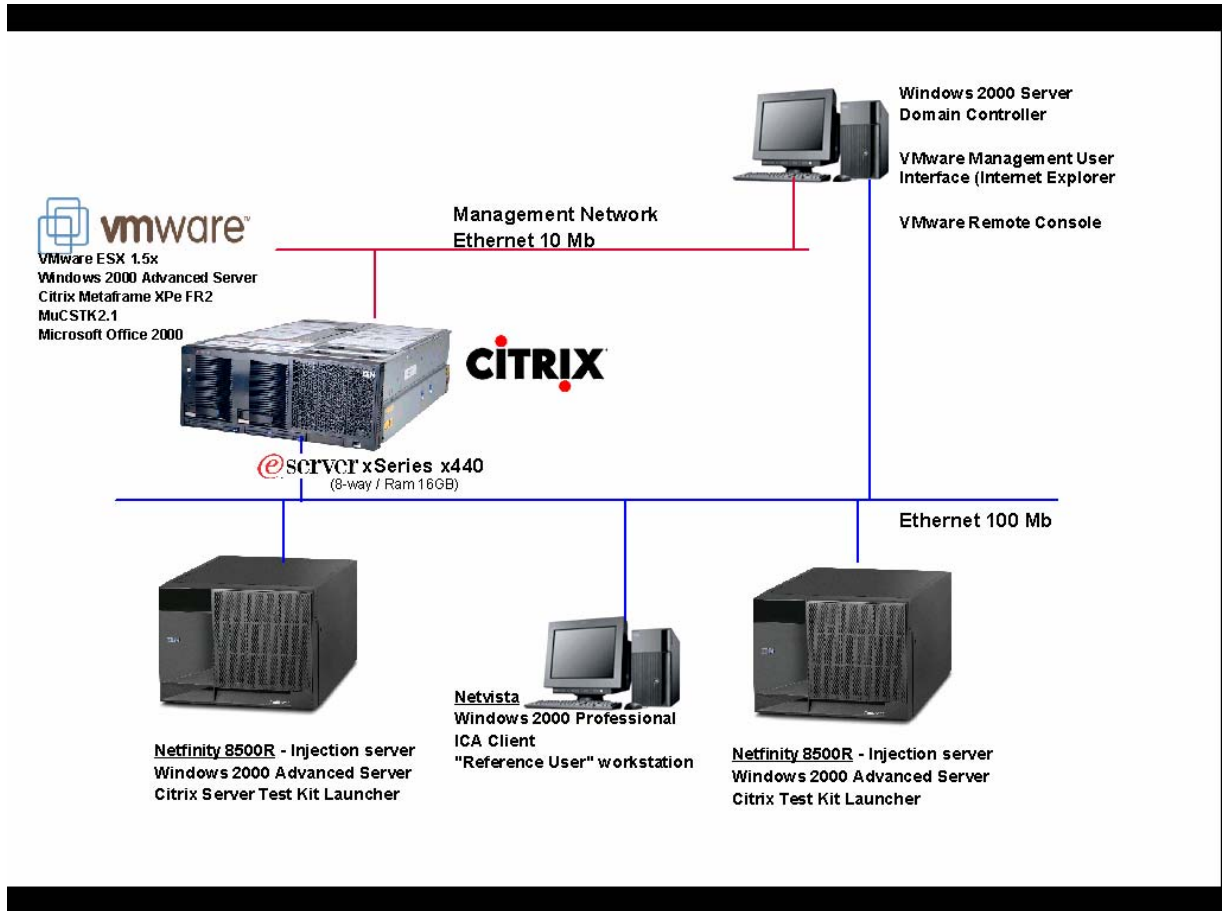 Windows 2000 Server
Domain Controller
VMware Management User
Interface (Internet Explorer
VMware Remote Console
Management Network
Ethernet 10 Mb
vmware™
VMware ESX 1.5x
Windows 2000 Advanced Server
Citrix Metaframe XPe FR2
MuCSTK2.1
Microsoft Office 2000
CITRIX
eserver xSeries x440
(8-way / Ram 16GB)
Ethernet 100 Mb
Netfinity 8500R - Injection server
Windows 2000 Advanced Server
Citrix Server Test Kit Launcher
Netvista
Windows 2000 Professional
ICA Client
"Reference User" workstation
Netfinity 8500R - Injection server
Windows 2000 Advanced Server
Citrix Test Kit Launcher